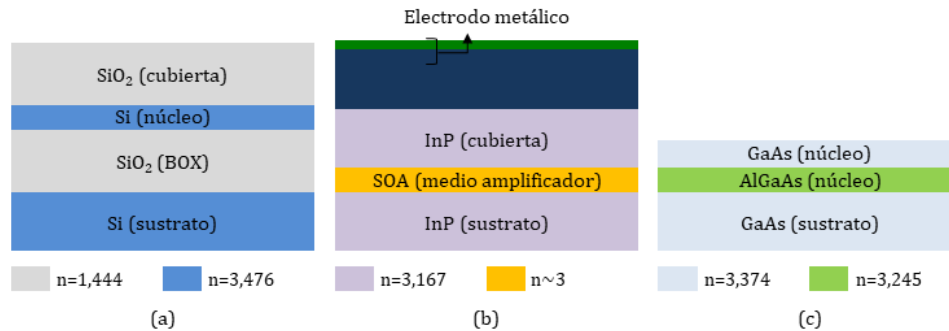 Electrodo metálico
SiO₂ (cubierta)
Si (núcleo)
SiO₂ (BOX)
Si (sustrato)
n=1,444
n=3,476
(a)
InP (cubierta)
SOA (medio amplificador)
InP (sustrato)
n=3,167
n~3
(b)
GaAs (núcleo)
AlGaAs (núcleo)
GaAs (sustrato)
n=3,374
n=3,245
(c)